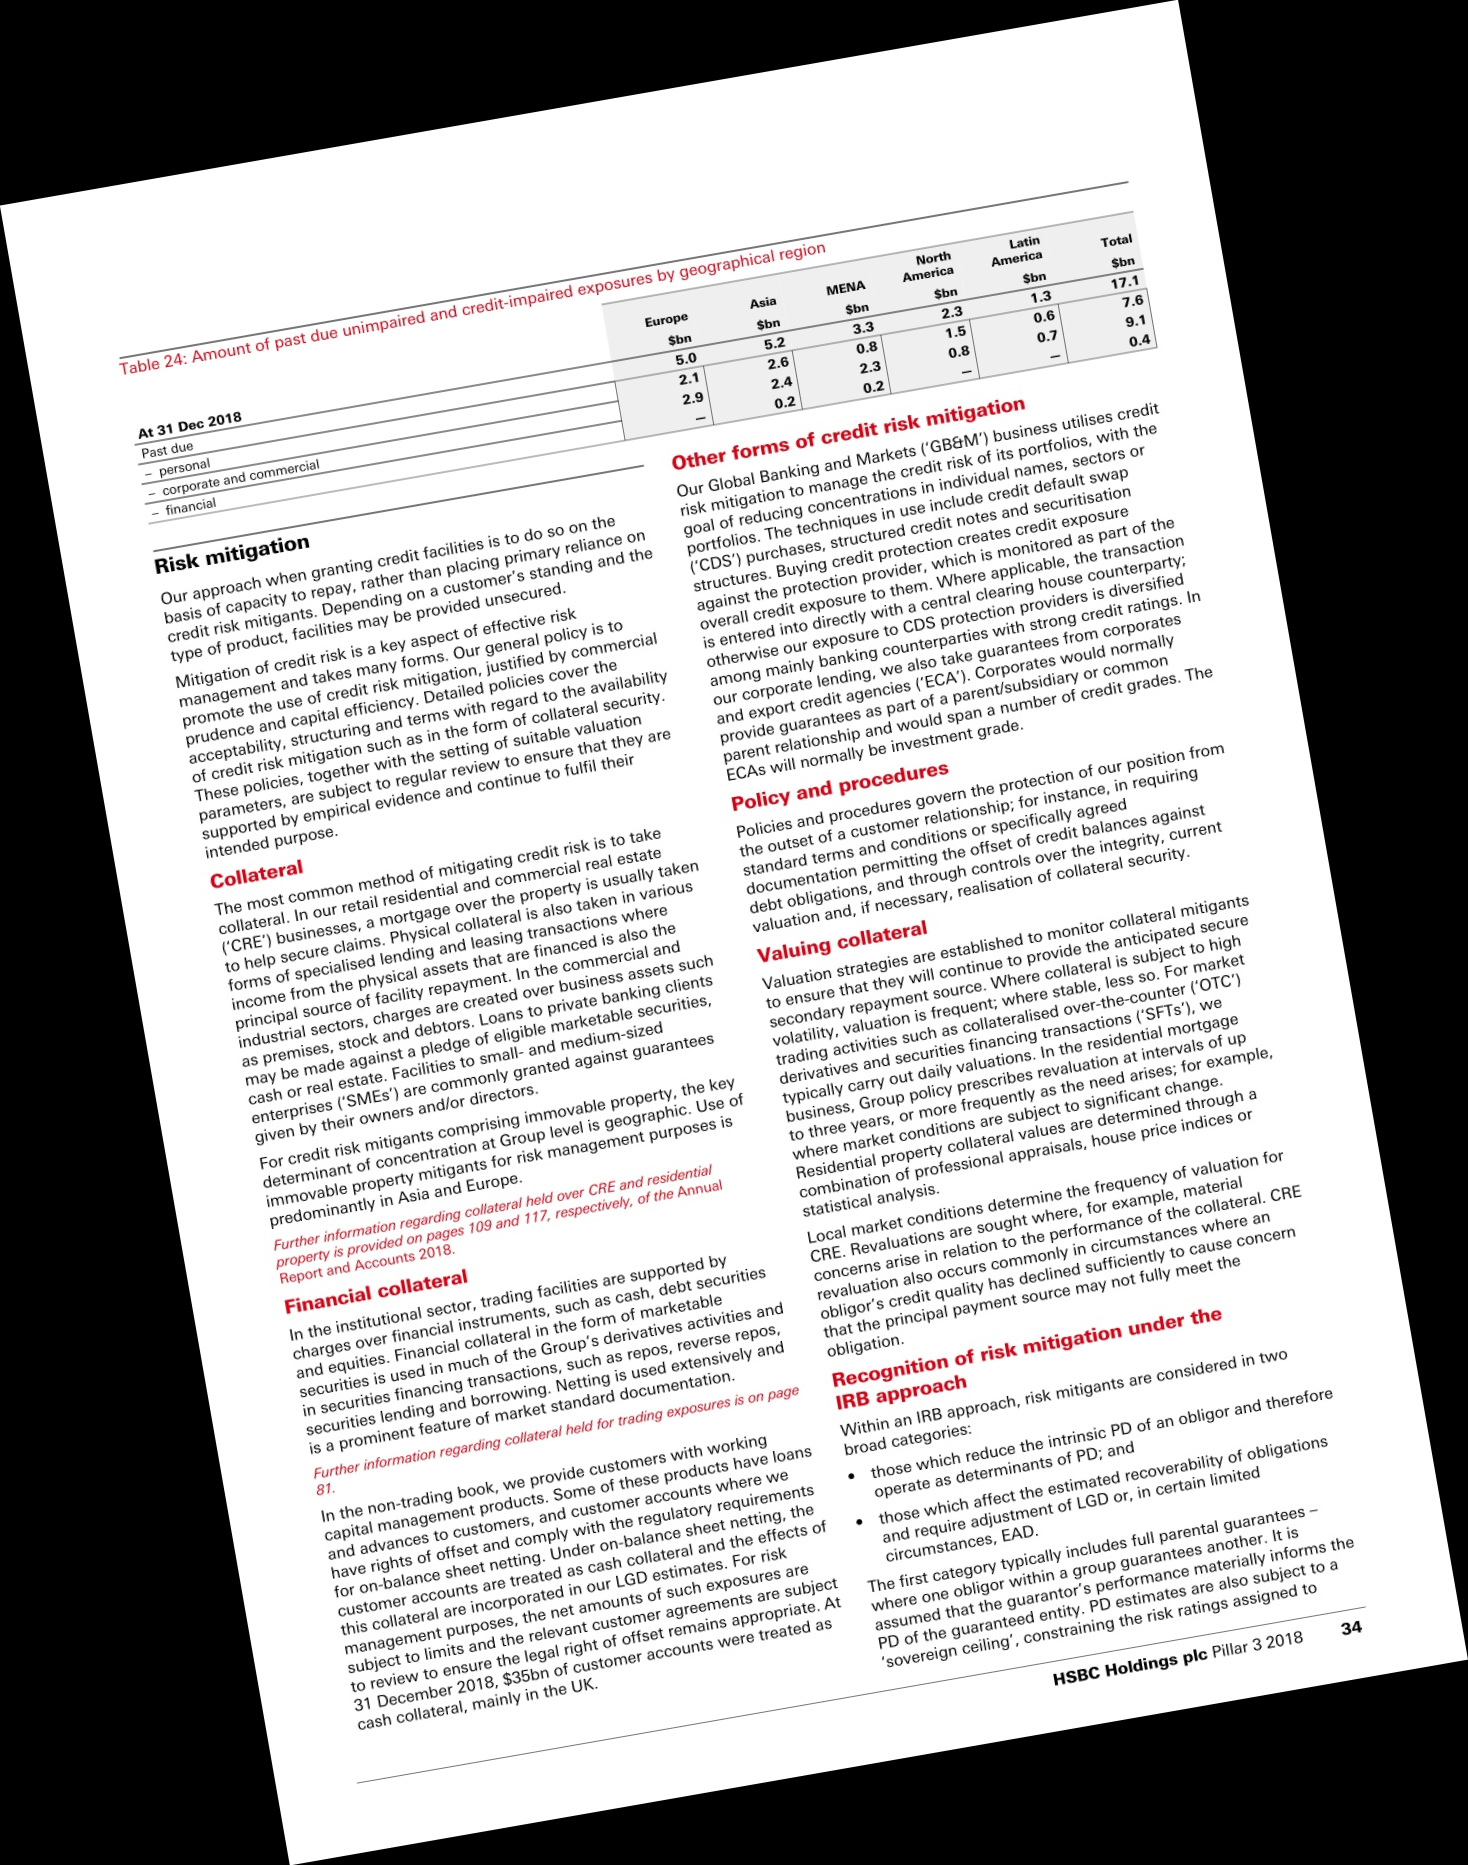 Table 24: Amount of past due unimpaired and credit-impaired exposures by geographical region
Europe Asia MENA North America Latin America Total
$bn $bn $bn $bn $bn $bn
At 31 Dec 2018
Past due 5.0 5.2 3.3 2.3 1.3 17.1
– personal 2.1 2.6 0.8 1.5 0.6 7.6
– corporate and commercial 2.9 2.4 2.3 0.8 0.7 9.1
– financial — 0.2 0.2 — — 0.4
Risk mitigation
Our approach when granting credit facilities is to do so on the
basis of capacity to repay, rather than placing primary reliance on
credit risk mitigants. Depending on a customer's standing and the
type of product, facilities may be provided unsecured.
Mitigation of credit risk is a key aspect of effective risk
management and takes many forms. Our general policy is to
promote the use of credit risk mitigation, justified by commercial
prudence and capital efficiency. Detailed policies cover the
acceptability, structuring and terms with regard to the availability
of credit risk mitigation such as in the form of collateral security.
These policies, together with the setting of suitable valuation
parameters, are subject to regular review to ensure that they are
supported by empirical evidence and continue to fulfil their
intended purpose.
Collateral
The most common method of mitigating credit risk is to take
collateral. In our retail residential and commercial real estate
('CRE') businesses, a mortgage over the property is usually taken
to help secure claims. Physical collateral is also taken in various
forms of specialised lending and leasing transactions where
income from the physical assets that are financed is also the
principal source of facility repayment. In the commercial and
industrial sectors, charges are created over business assets such
as premises, stock and debtors. Loans to private banking clients
may be made against a pledge of eligible marketable securities,
cash or real estate. Facilities to small- and medium-sized
enterprises ('SMEs') are commonly granted against guarantees
given by their owners and/or directors.
For credit risk mitigants comprising immovable property, the key
determinant of concentration at Group level is geographic. Use of
immovable property mitigants for risk management purposes is
predominantly in Asia and Europe.
Further information regarding collateral held over CRE and residential
property is provided on pages 109 and 117, respectively, of the Annual
Report and Accounts 2018.
Financial collateral
In the institutional sector, trading facilities are supported by
charges over financial instruments, such as cash, debt securities
and equities. Financial collateral in the form of marketable
securities is used in much of the Group's derivatives activities and
in securities financing transactions, such as repos, reverse repos,
securities lending and borrowing. Netting is used extensively and
is a prominent feature of market standard documentation.
Further information regarding collateral held for trading exposures is on page
81.
In the non-trading book, we provide customers with working
capital management products. Some of these products have loans
and advances to customers, and customer accounts where we
have rights of offset and comply with the regulatory requirements
for on-balance sheet netting. Under on-balance sheet netting, the
customer accounts are treated as cash collateral and the effects of
this collateral are incorporated in our LGD estimates. For risk
management purposes, the net amounts of such exposures are
subject to limits and the relevant customer agreements are subject
to review to ensure the legal right of offset remains appropriate. At
31 December 2018, $35bn of customer accounts were treated as
cash collateral, mainly in the UK.
Other forms of credit risk mitigation
Our Global Banking and Markets ('GB&M') business utilises credit
risk mitigation to manage the credit risk of its portfolios, with the
goal of reducing concentrations in individual names, sectors or
portfolios. The techniques in use include credit default swap
('CDS') purchases, structured credit notes and securitisation
structures. Buying credit protection creates credit exposure
against the protection provider, which is monitored as part of the
overall credit exposure to them. Where applicable, the transaction
is entered into directly with a central clearing house counterparty;
otherwise our exposure to CDS protection providers is diversified
among mainly banking counterparties with strong credit ratings. In
our corporate lending, we also take guarantees from corporates
and export credit agencies ('ECA'). Corporates would normally
provide guarantees as part of a parent/subsidiary or common
parent relationship and would span a number of credit grades. The
ECAs will normally be investment grade.
Policy and procedures
Policies and procedures govern the protection of our position from
the outset of a customer relationship; for instance, in requiring
standard terms and conditions or specifically agreed
documentation permitting the offset of credit balances against
debt obligations, and through controls over the integrity, current
valuation and, if necessary, realisation of collateral security.
Valuing collateral
Valuation strategies are established to monitor collateral mitigants
to ensure that they will continue to provide the anticipated secure
secondary repayment source. Where collateral is subject to high
volatility, valuation is frequent; where stable, less so. For market
trading activities such as collateralised over-the-counter ('OTC')
derivatives and securities financing transactions ('SFTs'), we
typically carry out daily valuations. In the residential mortgage
business, Group policy prescribes revaluation at intervals of up
to three years, or more frequently as the need arises; for example,
where market conditions are subject to significant change.
Residential property collateral values are determined through a
combination of professional appraisals, house price indices or
statistical analysis.
Local market conditions determine the frequency of valuation for
CRE. Revaluations are sought where, for example, material
concerns arise in relation to the performance of the collateral. CRE
revaluation also occurs commonly in circumstances where an
obligor's credit quality has declined sufficiently to cause concern
that the principal payment source may not fully meet the
obligation.
Recognition of risk mitigation under the
IRB approach
Within an IRB approach, risk mitigants are considered in two
broad categories:
• those which reduce the intrinsic PD of an obligor and therefore
operate as determinants of PD; and
• those which affect the estimated recoverability of obligations
and require adjustment of LGD or, in certain limited
circumstances, EAD.
The first category typically includes full parental guarantees –
where one obligor within a group guarantees another. It is
assumed that the guarantor's performance materially informs the
PD of the guaranteed entity. PD estimates are also subject to a
'sovereign ceiling', constraining the risk ratings assigned to
HSBC Holdings plc Pillar 3 2018 34